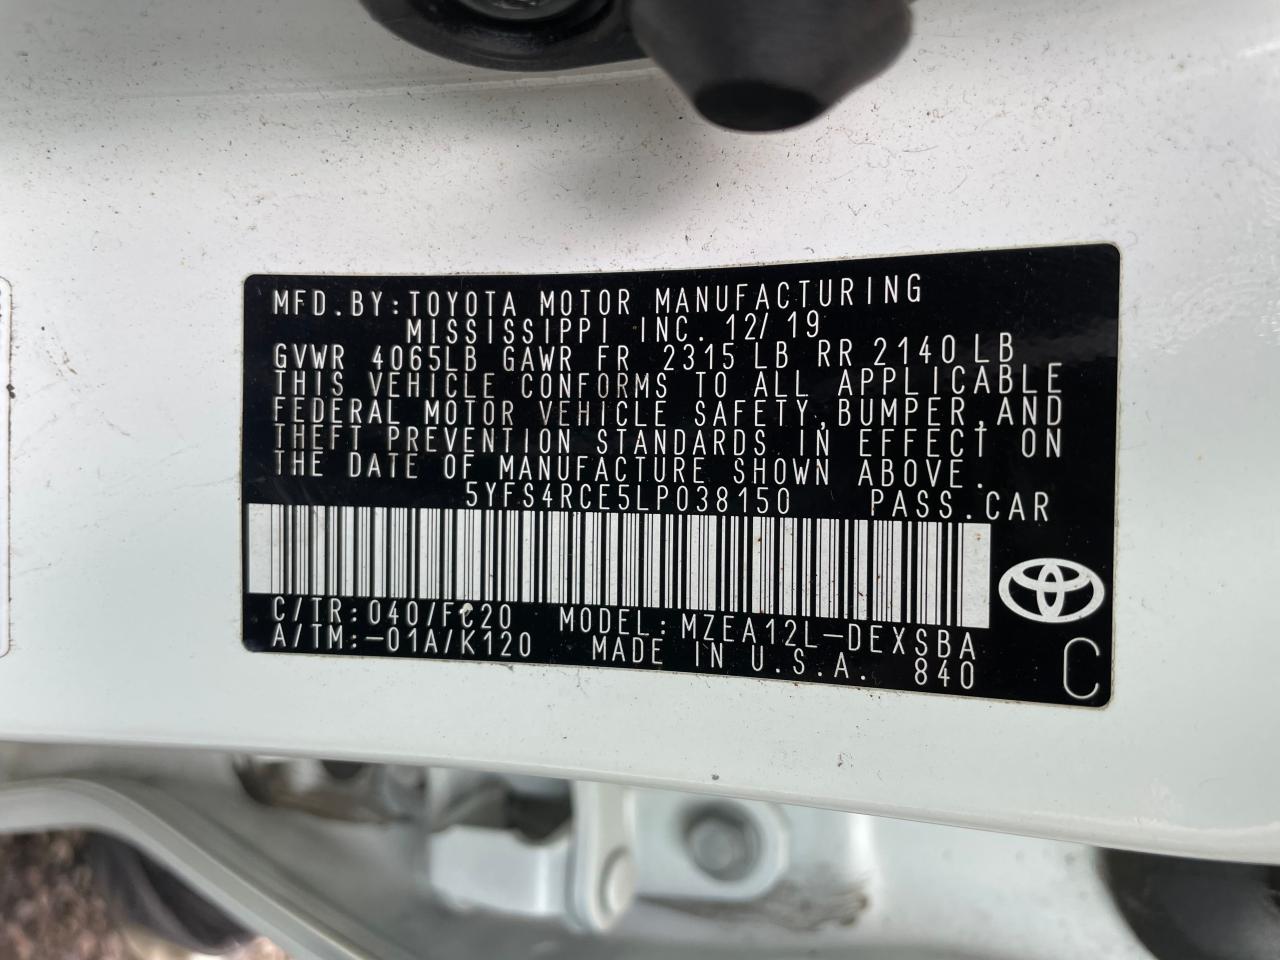 MFD.BY:TOYOTA MOTOR MANUFACTURING
MISSISSIPPI INC. 12/19
GVWR 4065LB GAWR FR 2315LB RR 2140LB
THIS VEHICLE CONFORMS TO ALL APPLICABLE
FEDERAL MOTOR VEHICLE SAFETY,BUMPER,AND
THEFT PREVENTION STANDARDS IN EFFECT ON
THE DATE OF MANUFACTURE SHOWN ABOVE.
5YFS4RCE5LP038150 PASS.CAR
C/TR:040/FC20 MODEL:MZEA12L-DEXSBA
A/TM:-01A/K120 MADE IN U.S.A. 840
C